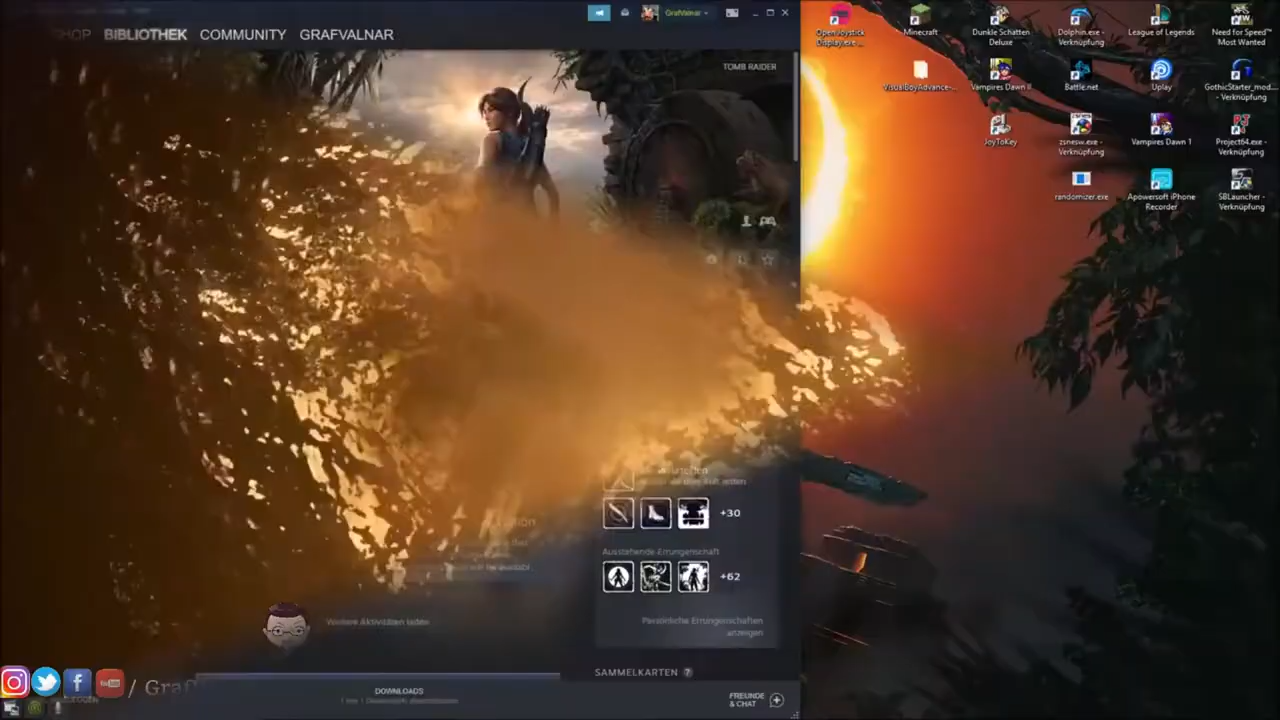 BIBLIOTHEK COMMUNITY GRAFVALNAR
GrafValnar
TOMB RAIDER
+30
Ausstehende Errungenschaft
+62
Weitere Aktivitäten laden
Persönliche Errungenschaften
anzeigen
SAMMELKARTEN ?
DOWNLOADS
FREUNDE
& CHAT
/ Graf
OpenJoystick
Display.exe ...
Minecraft
Dunkle Schatten
Deluxe
Dolphin.exe -
Verknüpfung
League of Legends
Need for Speed™
Most Wanted
VisualBoyAdvance-...
Vampires Dawn II
Battle.net
Uplay
GothicStarter_mod...
- Verknüpfung
JoyToKey
zsnesw.exe -
Verknüpfung
Vampires Dawn 1
Project64.exe -
Verknüpfung
randomizer.exe
Apowersoft iPhone
Recorder
SBLauncher -
Verknüpfung